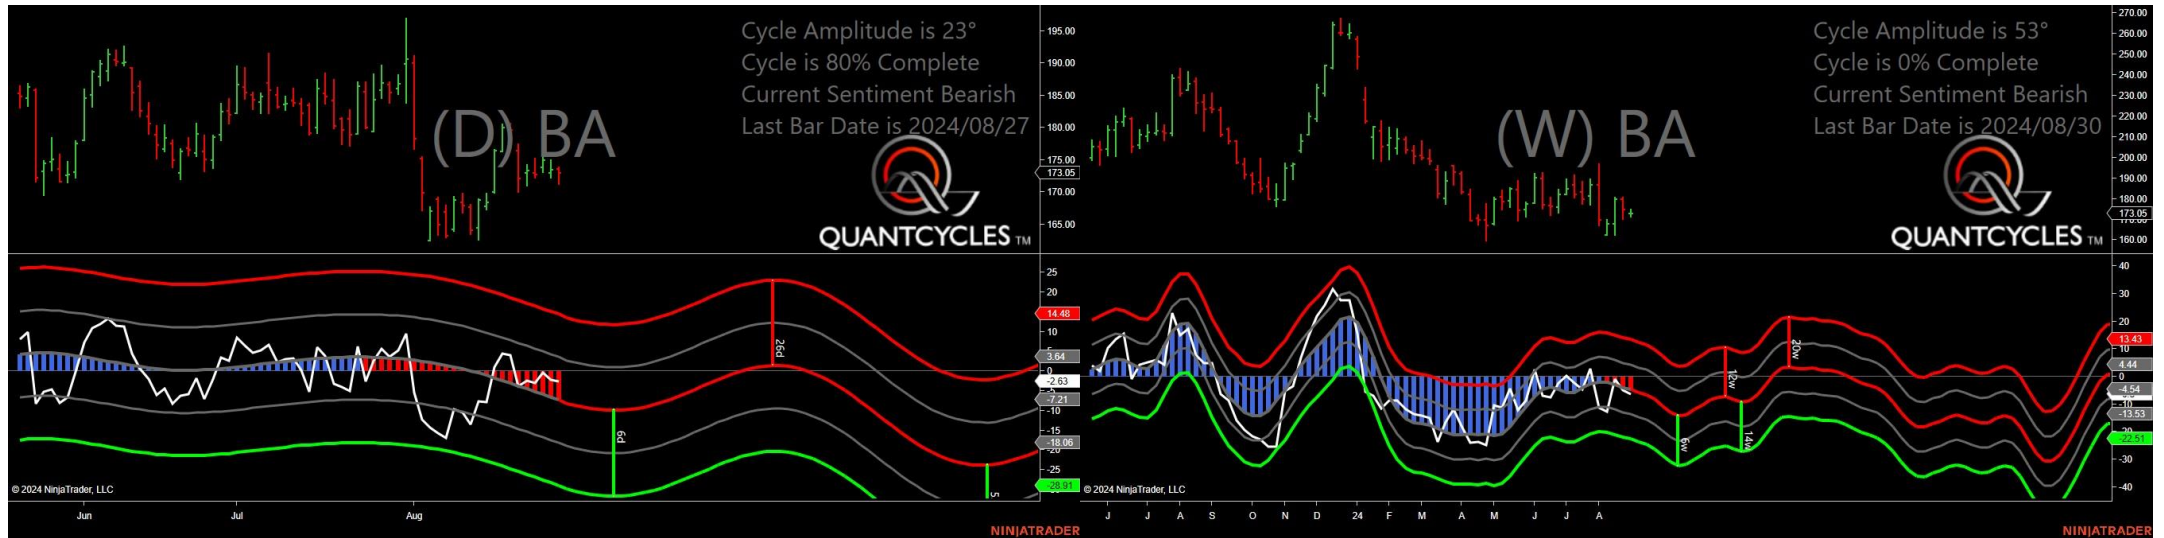 Cycle Amplitude is 23°
Cycle is 80% Complete
Current Sentiment Bearish
Last Bar Date is 2024/08/27
(D) BA
QUANTCYCLES TM
195.00
190.00
185.00
180.00
175.00
173.05
170.00
165.00
25
20
14.48
10
3.64
0
-2.63
-7.21
-10
-15
-18.06
-25
-28.91
26d
6d
5
© 2024 NinjaTrader, LLC
Jun
Jul
Aug
NINJATRADER
Cycle Amplitude is 53°
Cycle is 0% Complete
Current Sentiment Bearish
Last Bar Date is 2024/08/30
(W) BA
QUANTCYCLES TM
270.00
260.00
250.00
240.00
230.00
220.00
210.00
200.00
190.00
180.00
173.05
160.00
40
30
20
13.43
10
4.44
0
-4.54
-10
-13.53
-22.51
-30
-40
12w
20w
6w
14w
© 2024 NinjaTrader, LLC
J
J
A
S
O
N
D
24
F
M
A
M
J
J
A
NINJATRADER